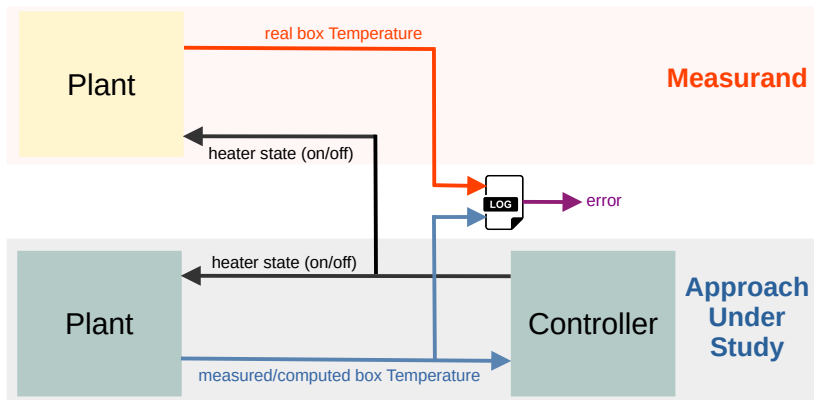 real box Temperature
Plant
Measurand
heater state (on/off)
LOG
error
heater state (on/off)
Plant
Controller
Approach
Under
Study
measured/computed box Temperature